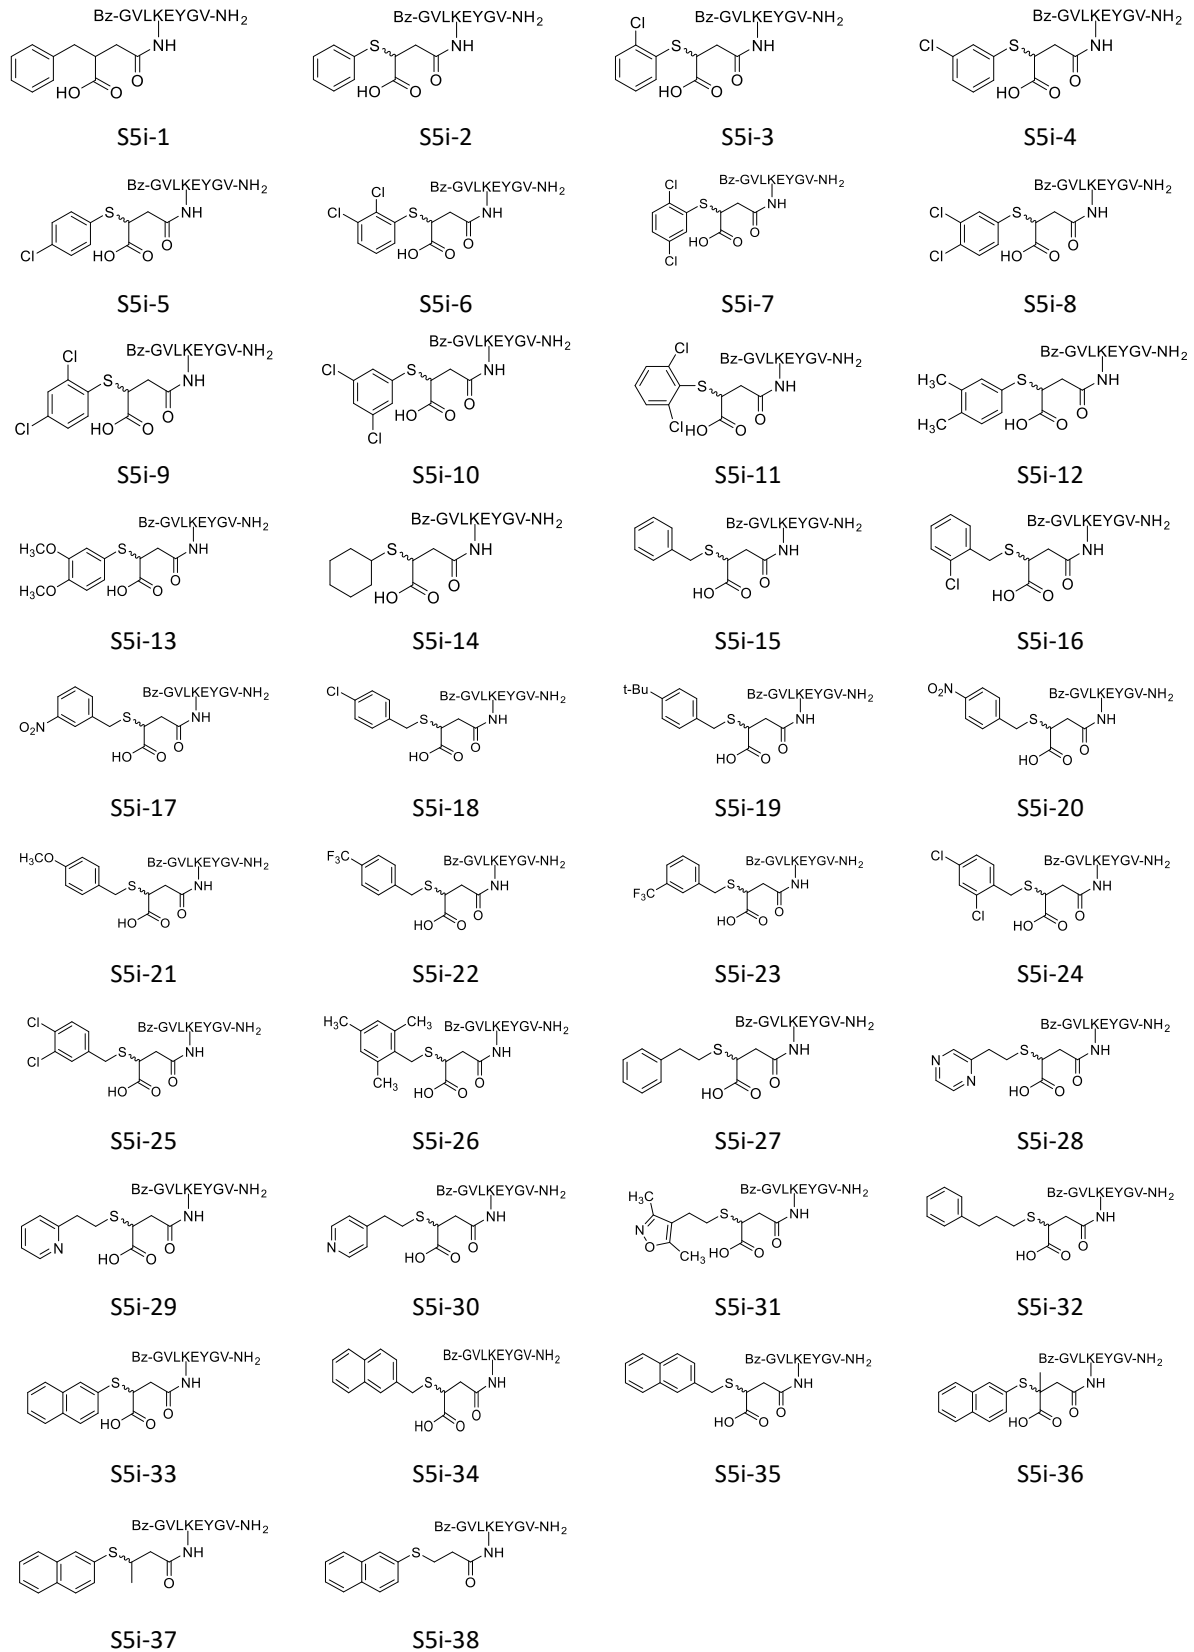 Bz-GVLKEYGV-NH2
NH
HO O O
S5i-1
Bz-GVLKEYGV-NH2
S NH
HO O O
S5i-2
Cl Bz-GVLKEYGV-NH2
S NH
HO O O
S5i-3
Bz-GVLKEYGV-NH2
Cl S NH
HO O O
S5i-4
Bz-GVLKEYGV-NH2
S NH
Cl HO O O
S5i-5
Cl Bz-GVLKEYGV-NH2
Cl S NH
HO O O
S5i-6
Cl Bz-GVLKEYGV-NH2
S NH
HO O O
Cl
S5i-7
Bz-GVLKEYGV-NH2
Cl S NH
Cl HO O O
S5i-8
Cl Bz-GVLKEYGV-NH2
S NH
Cl HO O O
S5i-9
Bz-GVLKEYGV-NH2
Cl S NH
HO O O
Cl
S5i-10
Cl Bz-GVLKEYGV-NH2
S NH
Cl HO O O
S5i-11
Bz-GVLKEYGV-NH2
H3C S NH
H3C HO O O
S5i-12
Bz-GVLKEYGV-NH2
H3CO S NH
H3CO HO O O
S5i-13
Bz-GVLKEYGV-NH2
S NH
HO O O
S5i-14
Bz-GVLKEYGV-NH2
S NH
HO O O
S5i-15
Bz-GVLKEYGV-NH2
S NH
Cl HO O O
S5i-16
Bz-GVLKEYGV-NH2
O2N S NH
HO O O
S5i-17
Cl Bz-GVLKEYGV-NH2
S NH
HO O O
S5i-18
t-Bu Bz-GVLKEYGV-NH2
S NH
HO O O
S5i-19
NO2 Bz-GVLKEYGV-NH2
S NH
HO O O
S5i-20
H3CO Bz-GVLKEYGV-NH2
S NH
HO O O
S5i-21
F3C Bz-GVLKEYGV-NH2
S NH
HO O O
S5i-22
Bz-GVLKEYGV-NH2
F3C S NH
HO O O
S5i-23
Cl Bz-GVLKEYGV-NH2
S NH
Cl HO O O
S5i-24
Cl Bz-GVLKEYGV-NH2
Cl S NH
HO O O
S5i-25
H3C CH3 Bz-GVLKEYGV-NH2
S NH
CH3 HO O O
S5i-26
Bz-GVLKEYGV-NH2
S NH
HO O O
S5i-27
Bz-GVLKEYGV-NH2
N N S NH
HO O O
S5i-28
Bz-GVLKEYGV-NH2
N S NH
HO O O
S5i-29
Bz-GVLKEYGV-NH2
N S NH
HO O O
S5i-30
H3C Bz-GVLKEYGV-NH2
N O S NH
CH3 HO O O
S5i-31
Bz-GVLKEYGV-NH2
S NH
HO O O
S5i-32
Bz-GVLKEYGV-NH2
S NH
HO O O
S5i-33
Bz-GVLKEYGV-NH2
S NH
HO O O
S5i-34
Bz-GVLKEYGV-NH2
S NH
HO O O
S5i-35
Bz-GVLKEYGV-NH2
S NH
HO O O
S5i-36
Bz-GVLKEYGV-NH2
S NH
O
S5i-37
Bz-GVLKEYGV-NH2
S NH
O
S5i-38